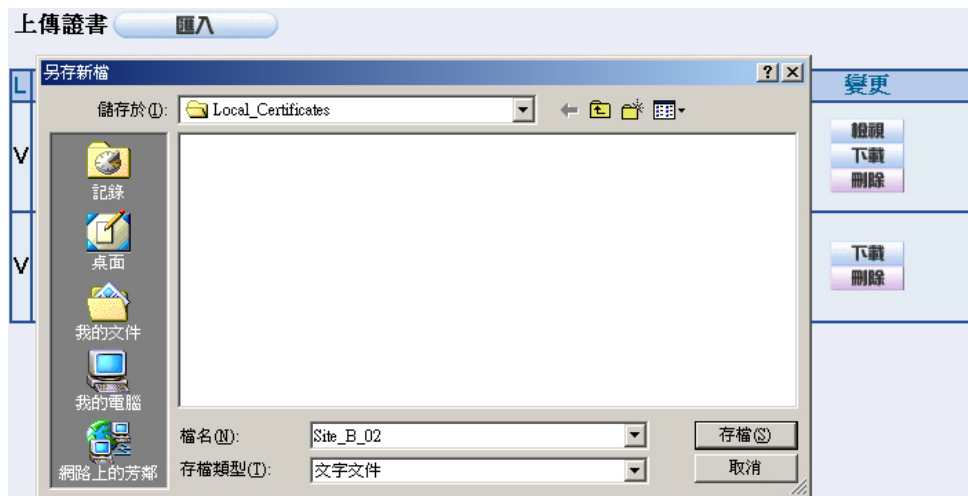 上傳證書 匯入
另存新檔
L 變更
儲存於(I): Local_Certificates
檢視
V 下載
刪除
記錄
桌面
V 下載
刪除
我的文件
我的電腦
網路上的芳鄰
檔名(N): Site_B_02 存檔(S)
存檔類型(T): 文字文件 取消